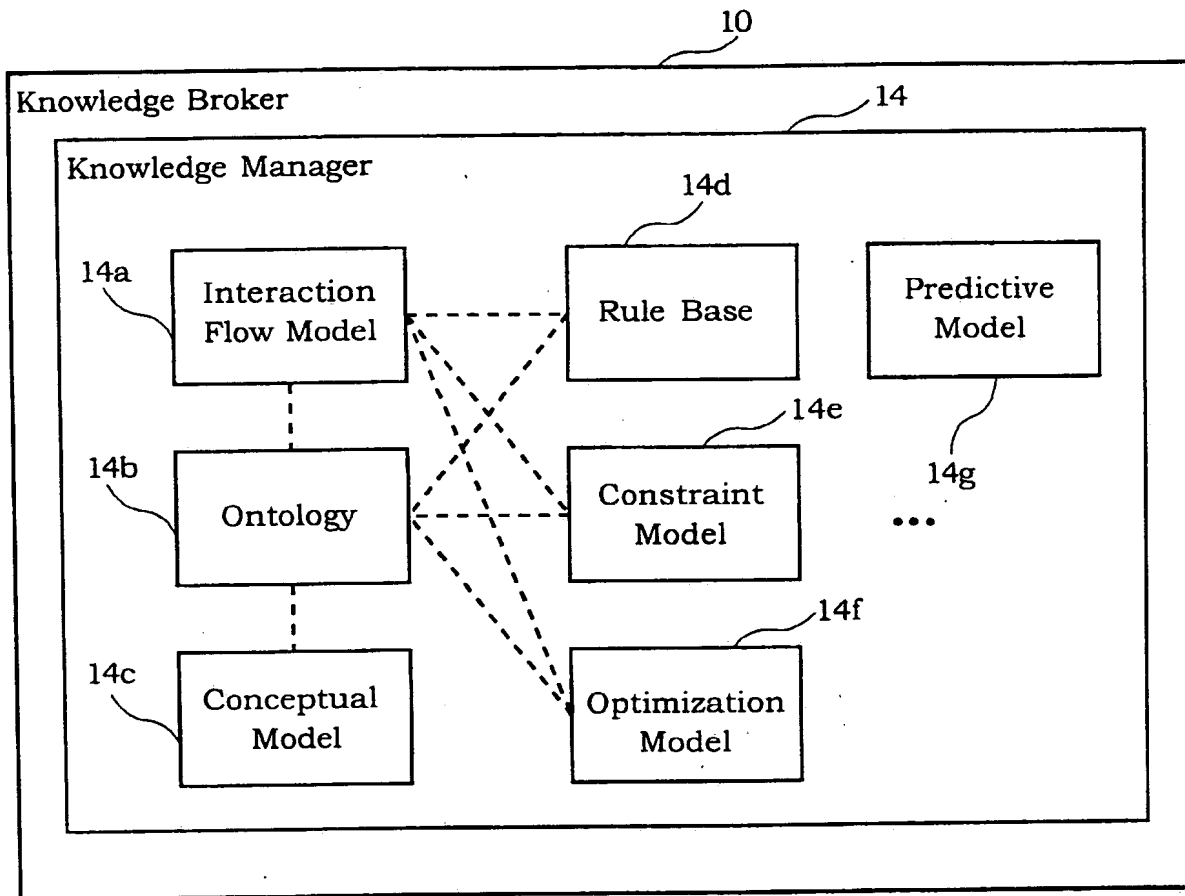 10
Knowledge Broker
14
Knowledge Manager
14d
14a
Interaction
Flow Model
Rule Base
Predictive
Model
14e
14g
14b
Ontology
Constraint
Model
...
14f
14c
Conceptual
Model
Optimization
Model